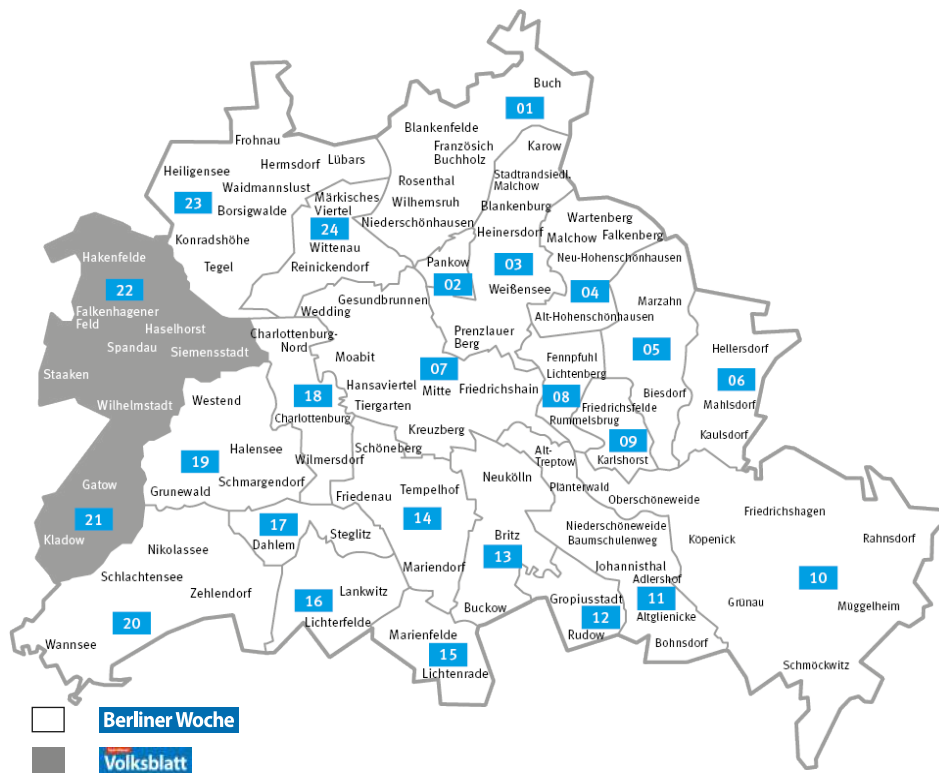 Buch
01
Blankenfelde
Französich
Buchholz
Karow
Frohnau
Hermsdorf
Lübars
Heiligensee
Waidmannslust
Stadtrandsiedl.
Malchow
Rosenthal
Märkisches
Viertel
Wilhemsruh
Blankenburg
23
Borsigwalde
24
Niederschönhausen
Wartenberg
Heinersdorf
Malchow
Falkenberg
Konradshöhe
Wittenau
Hakenfelde
Pankow
03
Neu-Hohenschönhausen
Tegel
Reinickendorf
22
02
Weißensee
04
Gesundbrunnen
Marzahn
Falkenhagener
Feld
Wedding
Alt-Hohenschönhausen
Haselhorst
Charlottenburg-
Nord
Prenzlauer
Berg
Spandau
Siemensstadt
Moabit
05
Hellersdorf
Fennpfuhl
Staaken
07
Lichtenberg
06
Hansaviertel
Mitte
Friedrichshain
18
08
Biesdorf
Westend
Tiergarten
Friedrichsfelde
Mahlsdorf
Wilhelmstadt
Charlottenburg
Rummelsbrug
Kreuzberg
09
Kaulsdorf
Halensee
Schöneberg
Alt-
Treptow
Karlshorst
19
Wilmersdorf
Neukölln
Schmargendorf
Gatow
Grunewald
Friedenau
Tempelhof
Planterwald
Oberschöneweide
21
14
Friedrichshagen
17
Steglitz
Niederschöneweide
Kladow
Dahlem
Britz
Baumschulenweg
Köpenick
Rahnsdorf
Nikolassee
13
Schlachtensee
Mariendorf
Johannisthal
Adlershof
10
Zehlendorf
Lankwitz
16
Gropiusstadt
11
Grünau
Müggelheim
Buckow
12
Altglienicke
20
Lichterfelde
Marienfelde
Rudow
Wannsee
15
Bohnsdorf
Lichtenrade
Schmöckwitz
Berliner Woche
Volksblatt